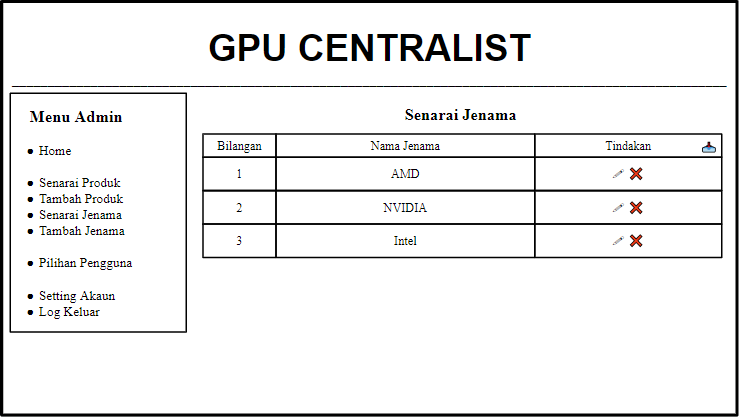 GPU CENTRALIST
Menu Admin
Home
Senarai Produk
Tambah Produk
Senarai Jenama
Tambah Jenama
Pilihan Pengguna
Setting Akaun
Log Keluar
Senarai Jenama
Bilangan Nama Jenama Tindakan
1 AMD
2 NVIDIA
3 Intel